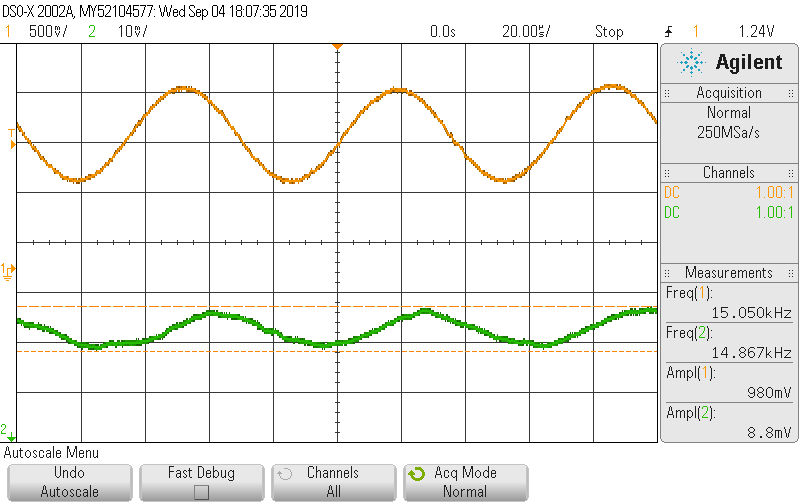 DSO-X 2002A, MY52104577: Wed Sep 04 18:07:35 2019
1 500mV/ 2 10mV/ 0.0s 20.00us/ Stop 1 1.24V
Agilent
Acquisition
Normal
250MSa/s
Channels
DC 1.00:1
DC 1.00:1
Measurements
Freq(1):
15.050kHz
Freq(2):
14.867kHz
Ampl(1):
980mV
Ampl(2):
8.8mV
T
1
2
Autoscale Menu
Undo
Autoscale
Fast Debug
Channels
All
Acq Mode
Normal